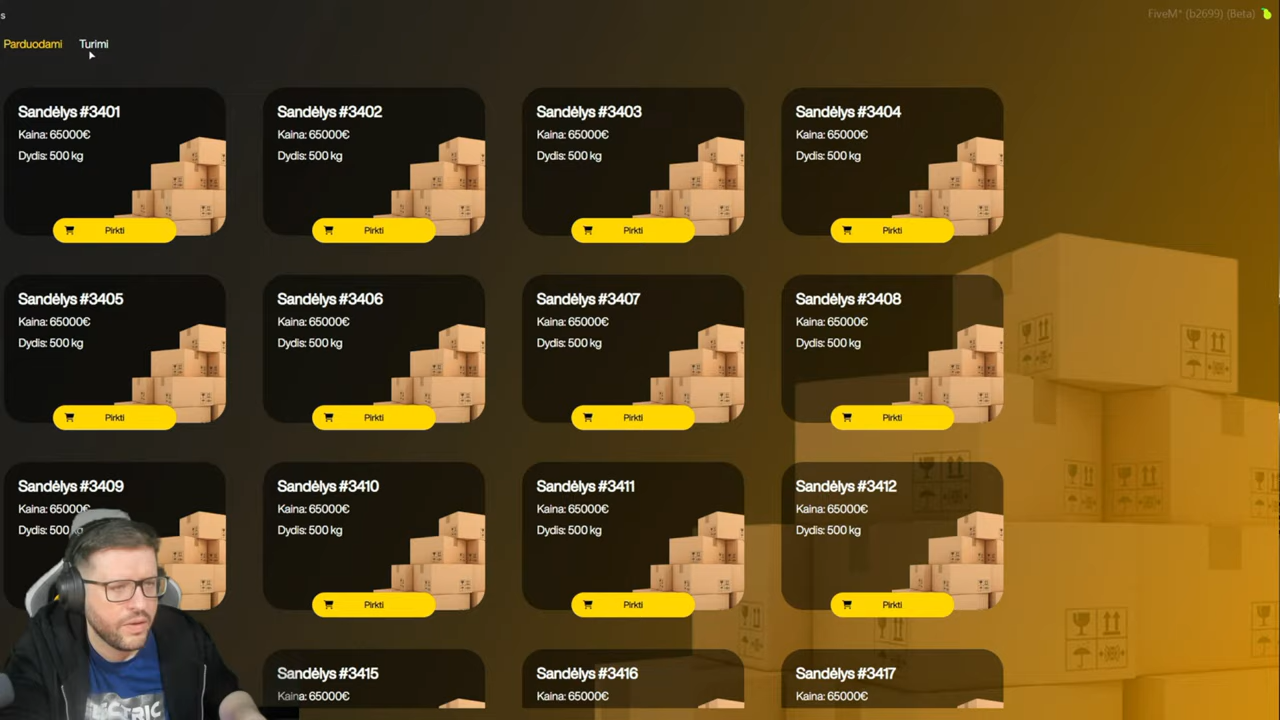 s
FiveM* (b2699) (Beta)
Parduodami Turimi
Sandėlys #3401
Kaina: 65000€
Dydis: 500 kg
Pirkti
Sandėlys #3402
Kaina: 65000€
Dydis: 500 kg
Pirkti
Sandėlys #3403
Kaina: 65000€
Dydis: 500 kg
Pirkti
Sandėlys #3404
Kaina: 65000€
Dydis: 500 kg
Pirkti
Sandėlys #3405
Kaina: 65000€
Dydis: 500 kg
Pirkti
Sandėlys #3406
Kaina: 65000€
Dydis: 500 kg
Pirkti
Sandėlys #3407
Kaina: 65000€
Dydis: 500 kg
Pirkti
Sandėlys #3408
Kaina: 65000€
Dydis: 500 kg
Pirkti
Sandėlys #3409
Kaina: 65000€
Dydis: 500
Sandėlys #3410
Kaina: 65000€
Dydis: 500 kg
Pirkti
Sandėlys #3411
Kaina: 65000€
Dydis: 500 kg
Pirkti
Sandėlys #3412
Kaina: 65000€
Dydis: 500 kg
Pirkti
Sandėlys #3415
Kaina: 65000€
Sandėlys #3416
Kaina: 65000€
Sandėlys #3417
Kaina: 65000€